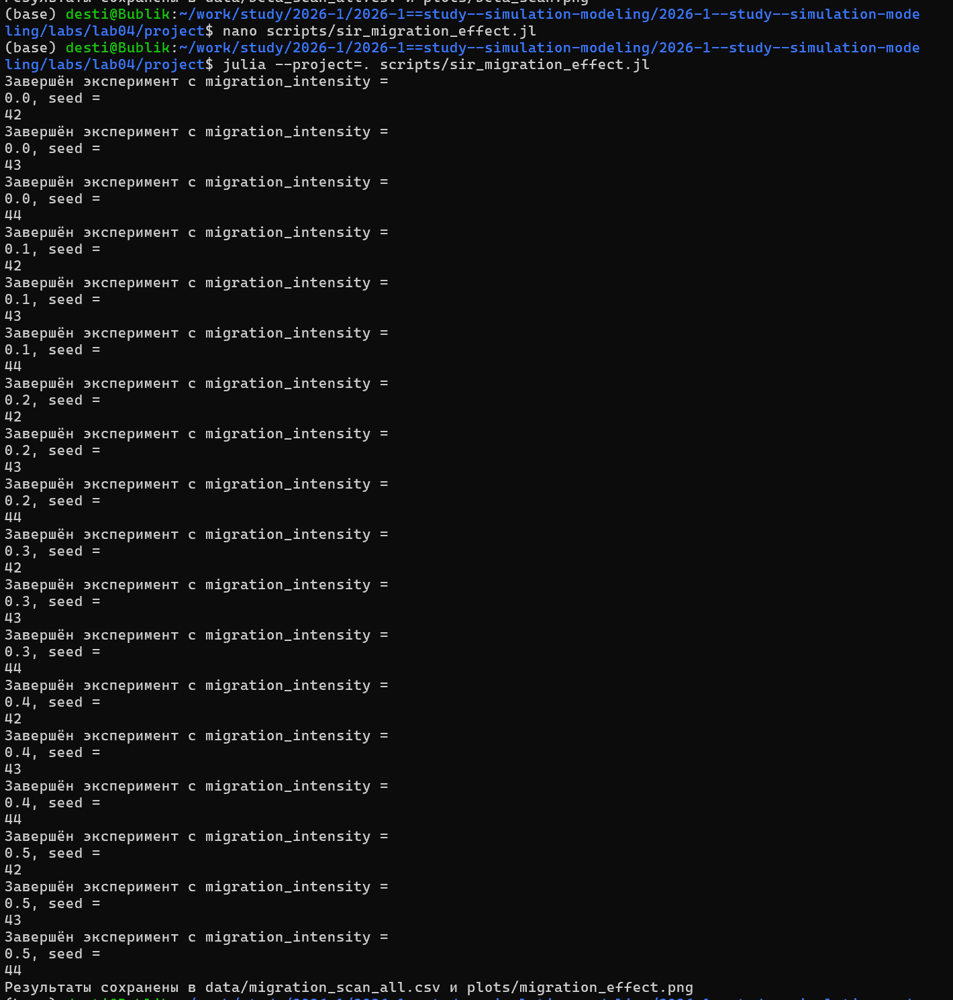 Результаты сохранены в data/beta_scan_all.csv и plots/beta_scan.png
(base) desti@Bublik:~/work/study/2026-1/2026-1==study--simulation-modeling/2026-1--study--simulation-mode
ling/labs/lab04/project$ nano scripts/sir_migration_effect.jl
(base) desti@Bublik:~/work/study/2026-1/2026-1==study--simulation-modeling/2026-1--study--simulation-mode
ling/labs/lab04/project$ julia --project=. scripts/sir_migration_effect.jl
Завершён эксперимент с migration_intensity =
0.0, seed =
42
Завершён эксперимент с migration_intensity =
0.0, seed =
43
Завершён эксперимент с migration_intensity =
0.0, seed =
44
Завершён эксперимент с migration_intensity =
0.1, seed =
42
Завершён эксперимент с migration_intensity =
0.1, seed =
43
Завершён эксперимент с migration_intensity =
0.1, seed =
44
Завершён эксперимент с migration_intensity =
0.2, seed =
42
Завершён эксперимент с migration_intensity =
0.2, seed =
43
Завершён эксперимент с migration_intensity =
0.2, seed =
44
Завершён эксперимент с migration_intensity =
0.3, seed =
42
Завершён эксперимент с migration_intensity =
0.3, seed =
43
Завершён эксперимент с migration_intensity =
0.3, seed =
44
Завершён эксперимент с migration_intensity =
0.4, seed =
42
Завершён эксперимент с migration_intensity =
0.4, seed =
43
Завершён эксперимент с migration_intensity =
0.4, seed =
44
Завершён эксперимент с migration_intensity =
0.5, seed =
42
Завершён эксперимент с migration_intensity =
0.5, seed =
43
Завершён эксперимент с migration_intensity =
0.5, seed =
44
Результаты сохранены в data/migration_scan_all.csv и plots/migration_effect.png